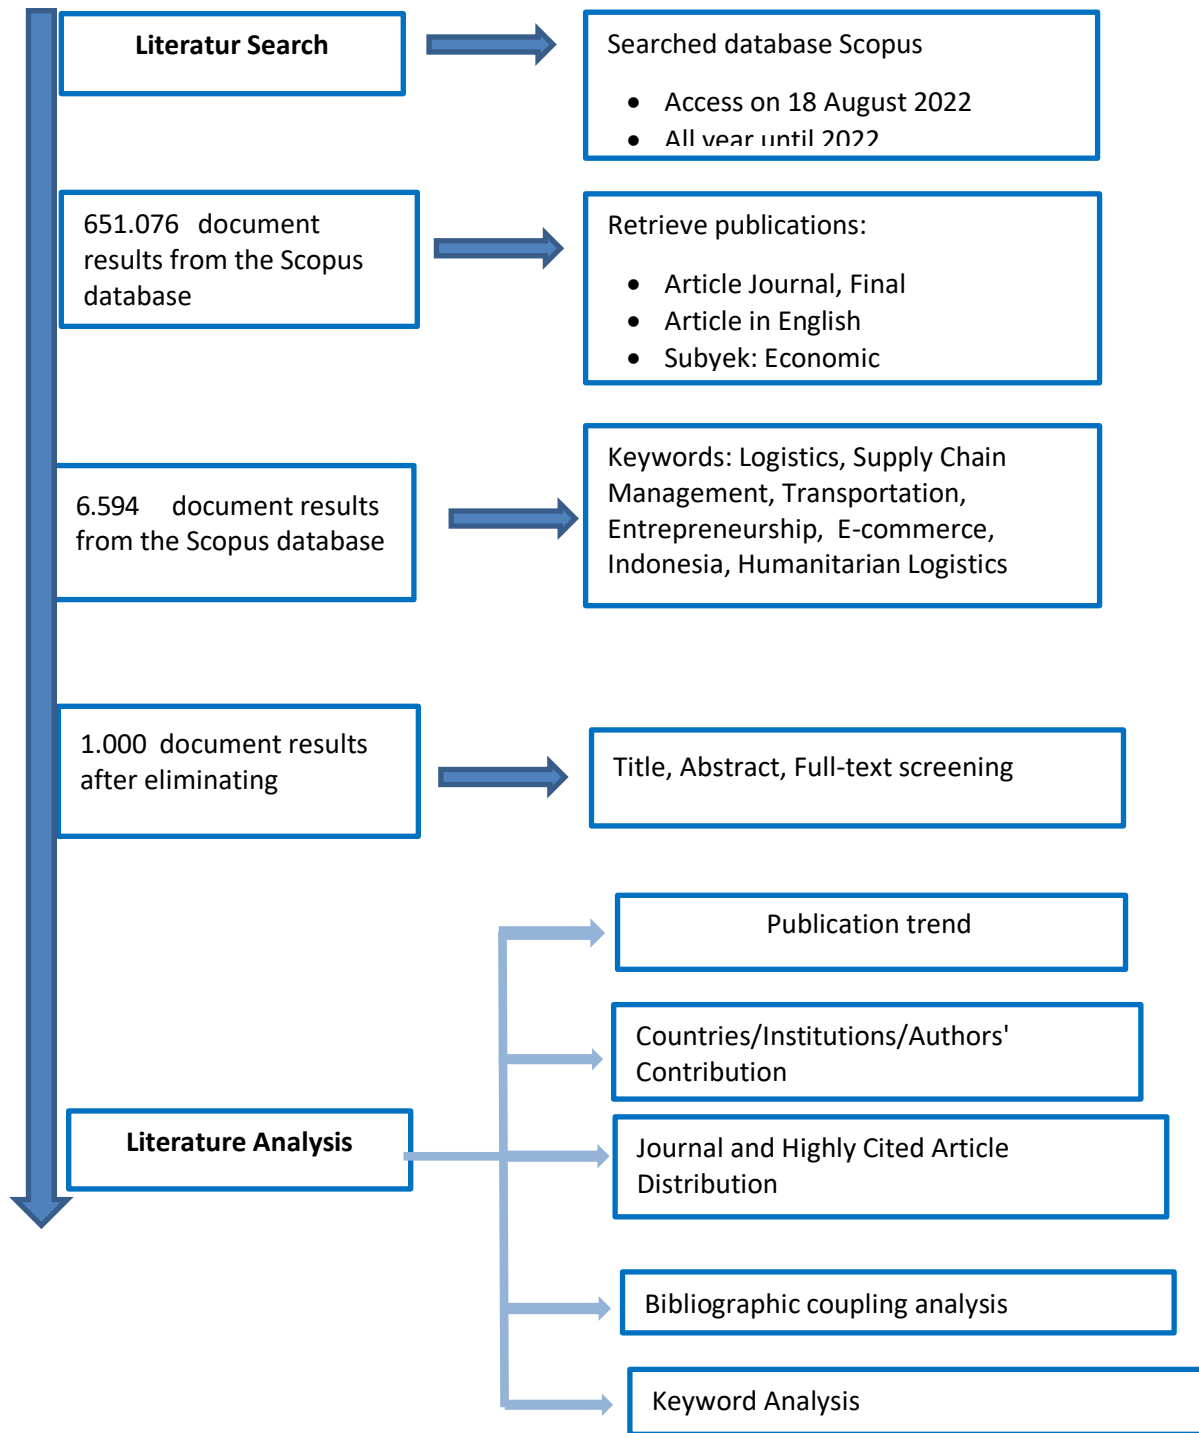 Literatur Search
Searched database Scopus
• Access on 18 August 2022
• All year until 2022
651.076 document
results from the Scopus
database
Retrieve publications:
• Article Journal, Final
• Article in English
• Subyek: Economic
6.594 document results
from the Scopus database
Keywords: Logistics, Supply Chain
Management, Transportation,
Entrepreneurship, E-commerce,
Indonesia, Humanitarian Logistics
1.000 document results
after eliminating
Title, Abstract, Full-text screening
Literature Analysis
Publication trend
Countries/Institutions/Authors'
Contribution
Journal and Highly Cited Article
Distribution
Bibliographic coupling analysis
Keyword Analysis